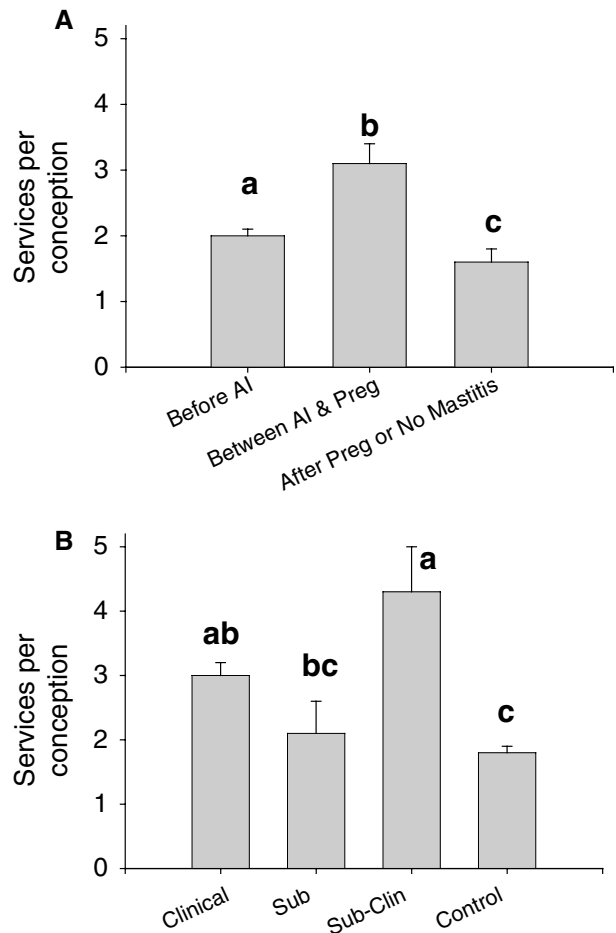 A
5
4
3
2
1
0
Services per
conception
a
b
c
Before AI
Between AI & Preg
After Preg or No Mastitis
B
5
4
3
2
1
0
Services per
conception
ab
bc
a
c
Clinical
Sub
Sub-Clin
Control